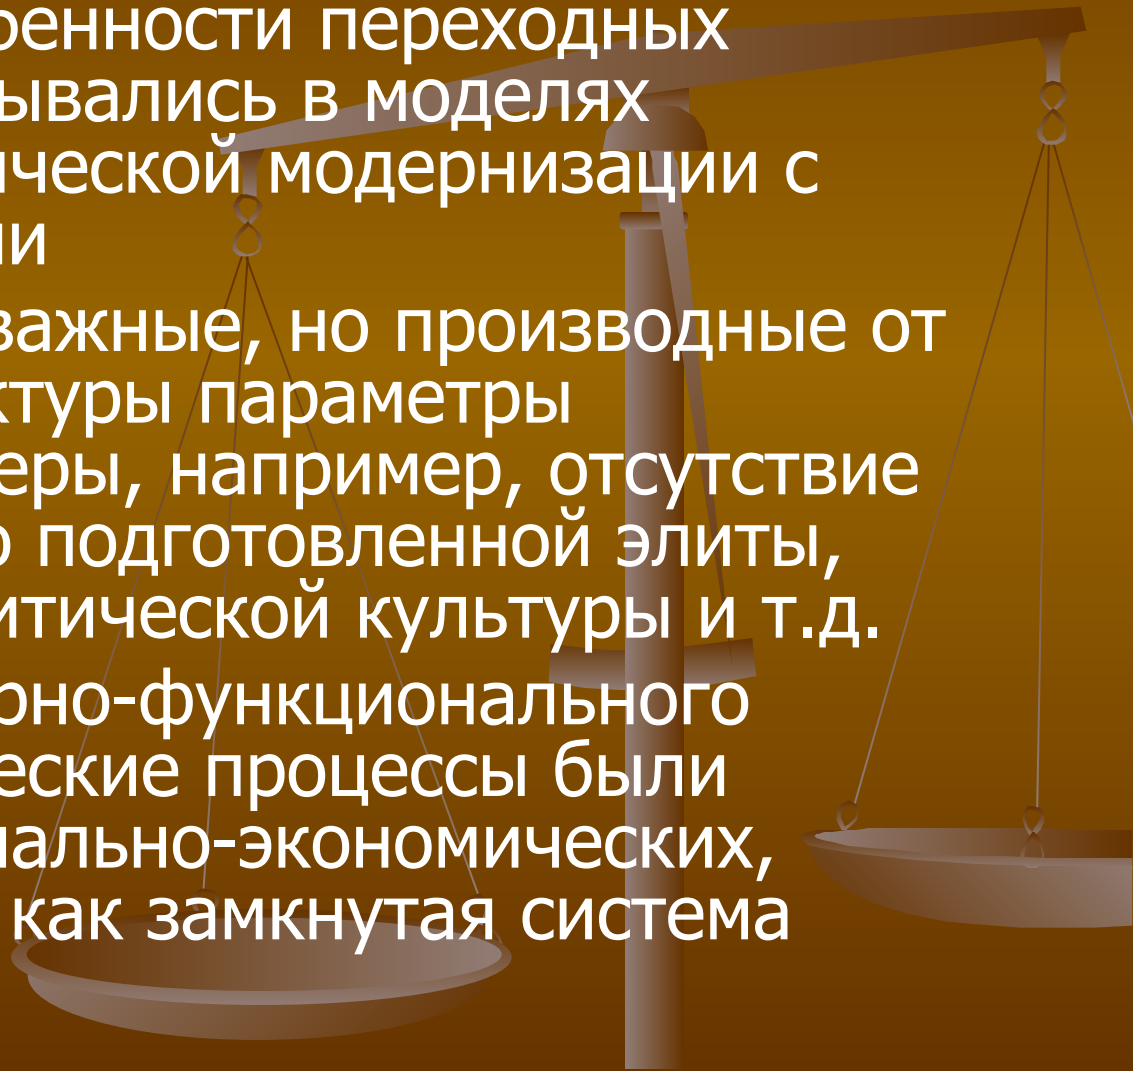 ренности переходных
ывались в моделях
ической модернизации с
ии
важные, но производные от
ктуры параметры
еры, например, отсутствие
о подготовленной элиты,
итической культуры и т.д.
рно-функционального
еские процессы были
иально-экономических,
как замкнутая система